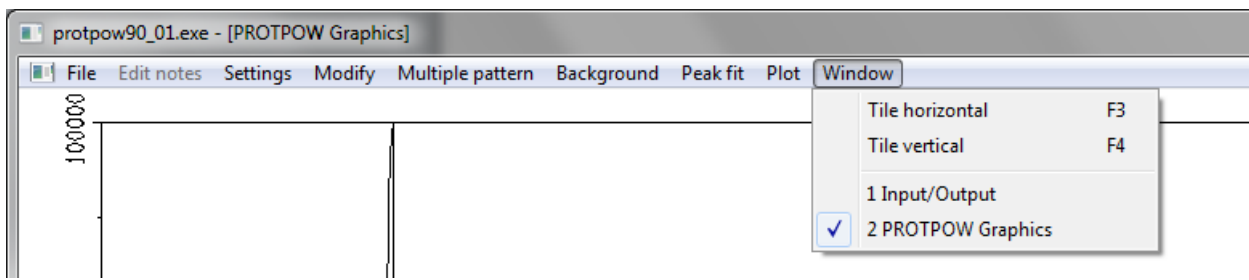 protpow90_01.exe - [PROTPOW Graphics]
File Edit notes Settings Modify Multiple pattern Background Peak fit Plot Window
100000
Tile horizontal F3
Tile vertical F4
1 Input/Output
2 PROTPOW Graphics